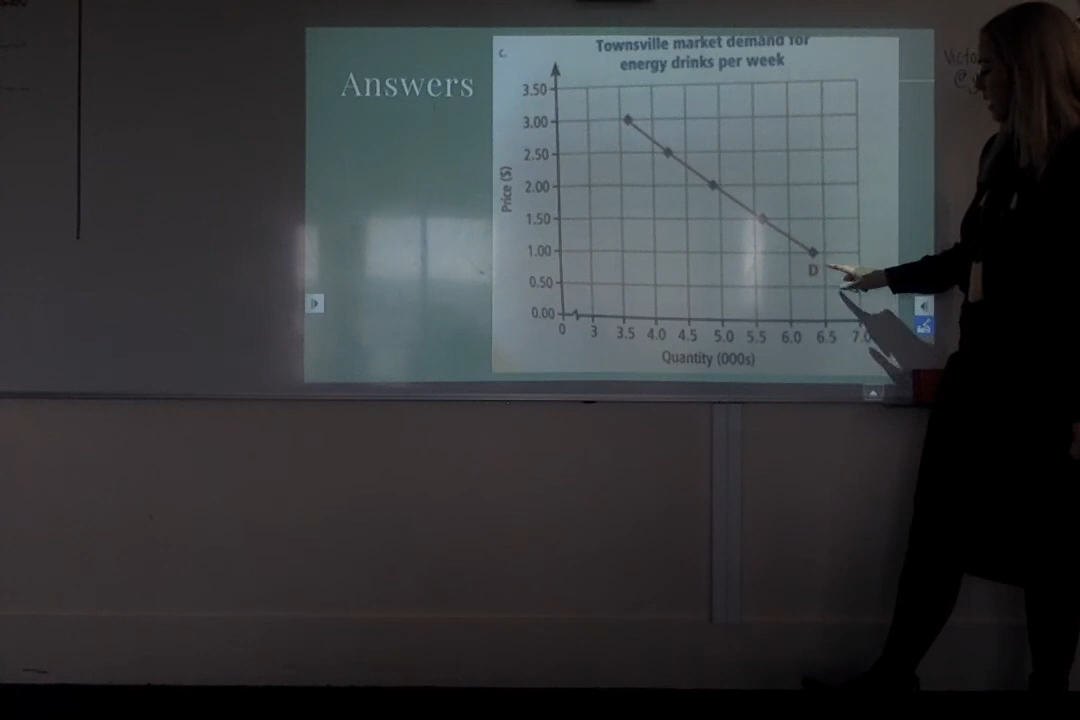 Answers
c.
Townsville market demand for
energy drinks per week
Price ($)
3.50
3.00
2.50
2.00
1.50
1.00
0.50
0.00
D
0 3 3.5 4.0 4.5 5.0 5.5 6.0 6.5 7.0
Quantity (000s)